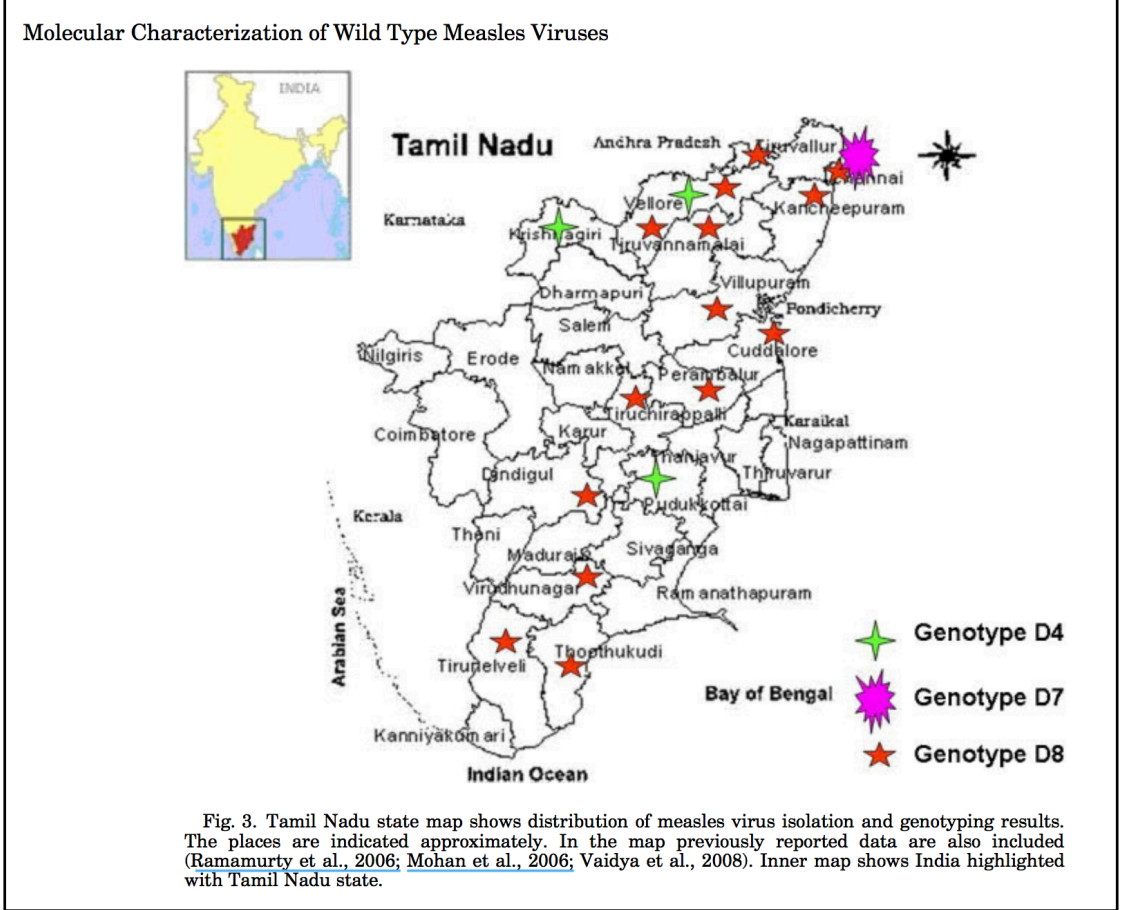 Molecular Characterization of Wild Type Measles Viruses
INDIA
Tamil Nadu
Andhra Pradesh
Tiruvallur
Chennai
Karnataka
Vellore
Kancheepuram
Krishnagiri
Tiruvannamalai
Dharmapuri
Villupuram
Pondicherry
Salem
Cuddalore
Nilgiris
Erode
Namakkal
Perambalur
Tiruchirappalli
Karaikal
Coimbatore
Karur
Nagapattinam
Thanjavur
Dindigul
Thiruvarur
Pudukkottai
Kerala
Theni
Madurai
Sivaganga
Virudhunagar
Ramanathapuram
Arabian Sea
Genotype D4
Thoothukudi
Tirunelveli
Bay of Bengal
Genotype D7
Kanniyakumari
Genotype D8
Indian Ocean
Fig. 3. Tamil Nadu state map shows distribution of measles virus isolation and genotyping results.
The places are indicated approximately. In the map previously reported data are also included
(Ramamurty et al., 2006; Mohan et al., 2006; Vaidya et al., 2008). Inner map shows India highlighted
with Tamil Nadu state.